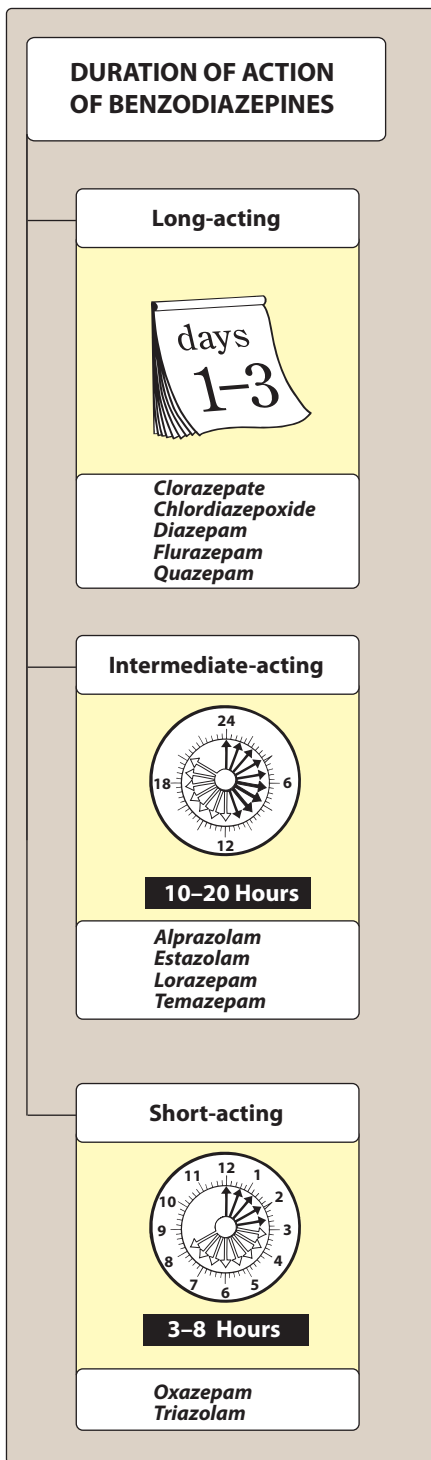 DURATION OF ACTION
OF BENZODIAZEPINES
Long-acting
days
1–3
Clorazepate
Chlordiazepoxide
Diazepam
Flurazepam
Quazepam
Intermediate-acting
24
18
6
12
10–20 Hours
Alprazolam
Estazolam
Lorazepam
Temazepam
Short-acting
12
11
1
10
2
9
3
8
4
7
5
6
3–8 Hours
Oxazepam
Triazolam